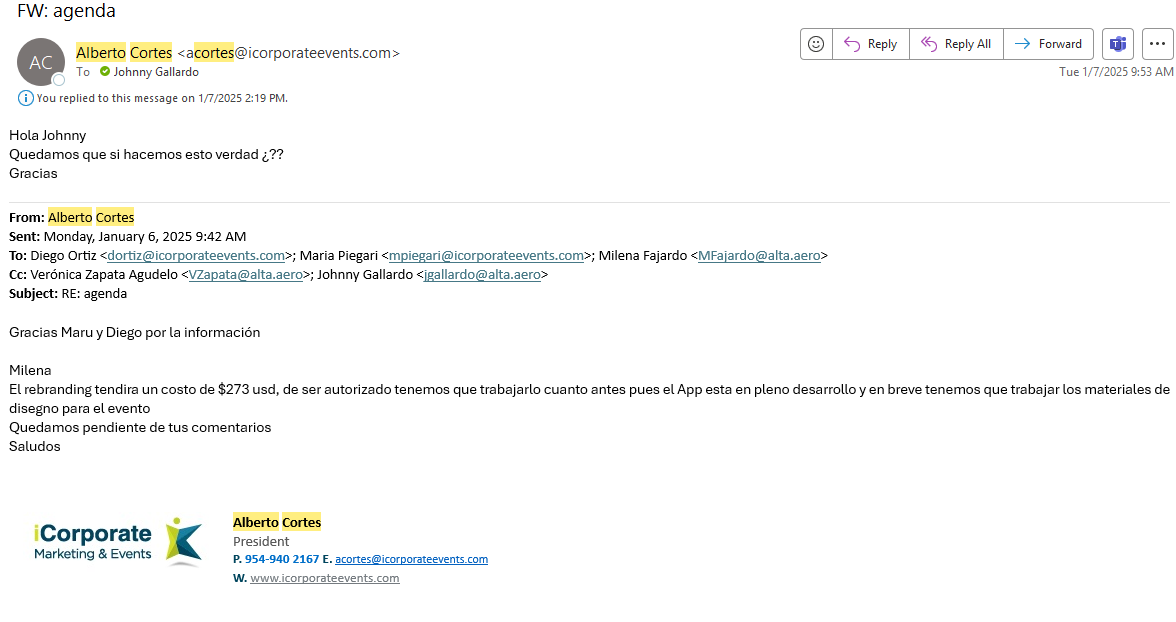 FW: agenda
AC
Alberto Cortes <acortes@icorporateevents.com>
To Johnny Gallardo
Reply
Reply All
Forward
Tue 1/7/2025 9:53 AM
You replied to this message on 1/7/2025 2:19 PM.
Hola Johnny
Quedamos que si hacemos esto verdad ¿??
Gracias
From: Alberto Cortes
Sent: Monday, January 6, 2025 9:42 AM
To: Diego Ortiz <dortiz@icorporateevents.com>; Maria Piegari <mpiegari@icorporateevents.com>; Milena Fajardo <MFajardo@alta.aero>
Cc: Verónica Zapata Agudelo <VZapata@alta.aero>; Johnny Gallardo <jgallardo@alta.aero>
Subject: RE: agenda
Gracias Maru y Diego por la información
Milena
El rebranding tendira un costo de $273 usd, de ser autorizado tenemos que trabajarlo cuanto antes pues el App esta en pleno desarrollo y en breve tenemos que trabajar los materiales de
disegno para el evento
Quedamos pendiente de tus comentarios
Saludos
iCorporate
Marketing & Events
Alberto Cortes
President
P. 954-940 2167 E. acortes@icorporateevents.com
W. www.icorporateevents.com